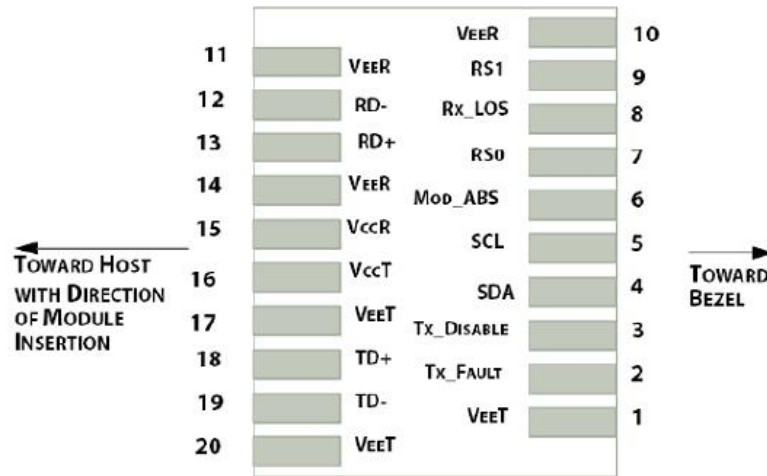 11 VEER
12 RD-
13 RD+
14 VEER
15 VCCR
16 VCCT
17 VEET
18 TD+
19 TD-
20 VEET
VEER 10
RS1 9
RX_LOS 8
RS0 7
MOD_ABS 6
SCL 5
SDA 4
TX_DISABLE 3
TX_FAULT 2
VEET 1
TOWARD HOST
WITH DIRECTION
OF MODULE
INSERTION
TOWARD
BEZEL